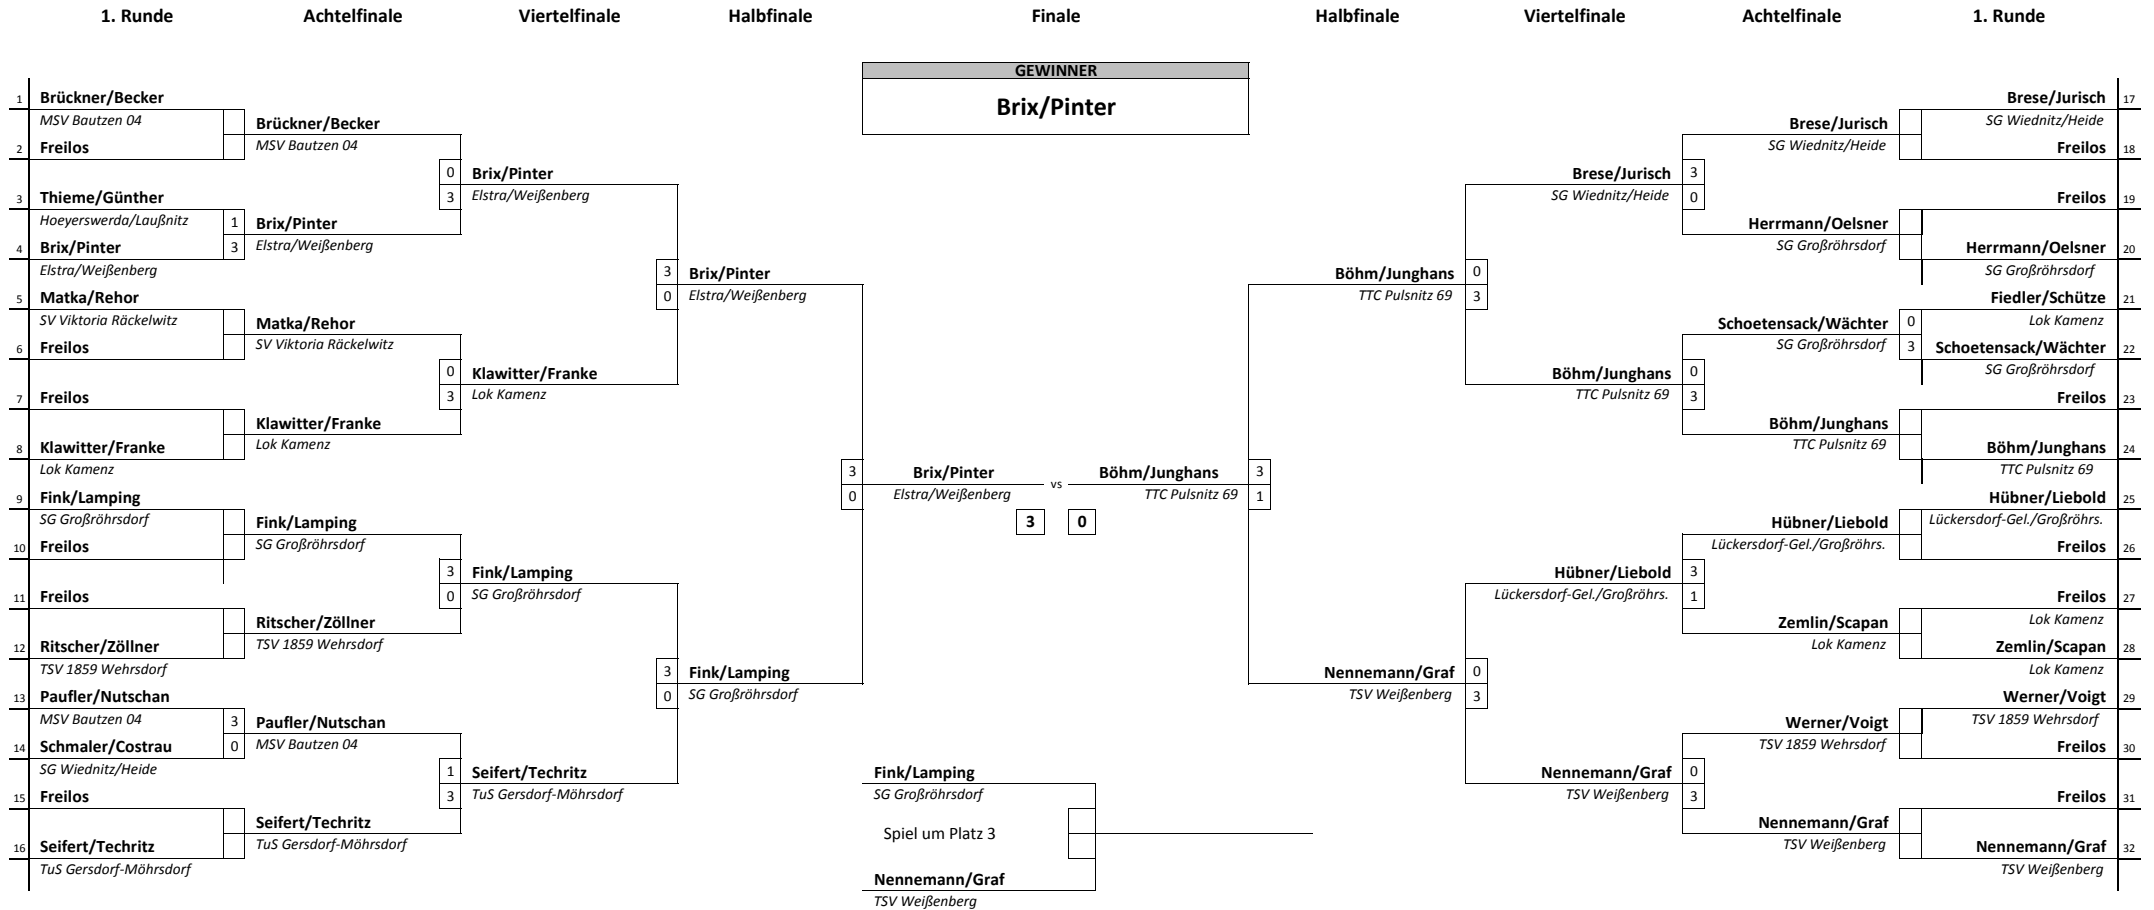 1. Runde Achtelfinale Viertelfinale Halbfinale Finale Halbfinale Viertelfinale Achtelfinale 1. Runde
GEWINNER
Brix/Pinter
1 Brückner/Becker
MSV Bautzen 04
2 Freilos
3 Thieme/Günther
Hoeyerswerda/Laußnitz 1
4 Brix/Pinter 3
Elstra/Weißenberg
5 Matka/Rehor
SV Viktoria Räckelwitz
6 Freilos
7 Freilos
8 Klawitter/Franke
Lok Kamenz
9 Fink/Lamping
SG Großröhrsdorf
10 Freilos
11 Freilos
12 Ritscher/Zöllner
TSV 1859 Wehrsdorf
13 Paufler/Nutschan
MSV Bautzen 04 3
14 Schmaler/Costrau 0
SG Wiednitz/Heide
15 Freilos
16 Seifert/Techritz
TuS Gersdorf-Möhrsdorf
Brückner/Becker
MSV Bautzen 04
0
3
Brix/Pinter
Elstra/Weißenberg
Matka/Rehor
SV Viktoria Räckelwitz
0
3
Klawitter/Franke
Lok Kamenz
Fink/Lamping
SG Großröhrsdorf
3
0
Ritscher/Zöllner
TSV 1859 Wehrsdorf
Paufler/Nutschan
MSV Bautzen 04
1
3
Seifert/Techritz
TuS Gersdorf-Möhrsdorf
Brix/Pinter
Elstra/Weißenberg
3
0
Klawitter/Franke
Lok Kamenz
Fink/Lamping
SG Großröhrsdorf
3
0
Seifert/Techritz
TuS Gersdorf-Möhrsdorf
Brix/Pinter
Elstra/Weißenberg
3
0
Fink/Lamping
SG Großröhrsdorf
Brix/Pinter vs Böhm/Junghans
Elstra/Weißenberg TTC Pulsnitz 69
3 0
Fink/Lamping
SG Großröhrsdorf
Spiel um Platz 3
Nennemann/Graf
TSV Weißenberg
Böhm/Junghans
TTC Pulsnitz 69
3
1
Nennemann/Graf
TSV Weißenberg
Brese/Jurisch
SG Wiednitz/Heide
0
3
Böhm/Junghans
TTC Pulsnitz 69
Hübner/Liebold
Lückersdorf-Gel./Großröhrs.
0
3
Nennemann/Graf
TSV Weißenberg
Brese/Jurisch
SG Wiednitz/Heide
3
0
Herrmann/Oelsner
SG Großröhrsdorf
Schoetensack/Wächter
SG Großröhrsdorf
0
3
Böhm/Junghans
TTC Pulsnitz 69
Hübner/Liebold
Lückersdorf-Gel./Großröhrs.
3
1
Zemlin/Scapan
Lok Kamenz
Werner/Voigt
TSV 1859 Wehrsdorf
0
3
Nennemann/Graf
TSV Weißenberg
Brese/Jurisch 17
SG Wiednitz/Heide
Freilos 18
Freilos 19
Herrmann/Oelsner 20
SG Großröhrsdorf
Fiedler/Schütze 21
0 Lok Kamenz
3 Schoetensack/Wächter 22
SG Großröhrsdorf
Freilos 23
Böhm/Junghans 24
TTC Pulsnitz 69
Hübner/Liebold 25
Lückersdorf-Gel./Großröhrs.
Freilos 26
Freilos 27
Lok Kamenz
Zemlin/Scapan 28
Lok Kamenz
Werner/Voigt 29
TSV 1859 Wehrsdorf
Freilos 30
Freilos 31
Nennemann/Graf 32
TSV Weißenberg